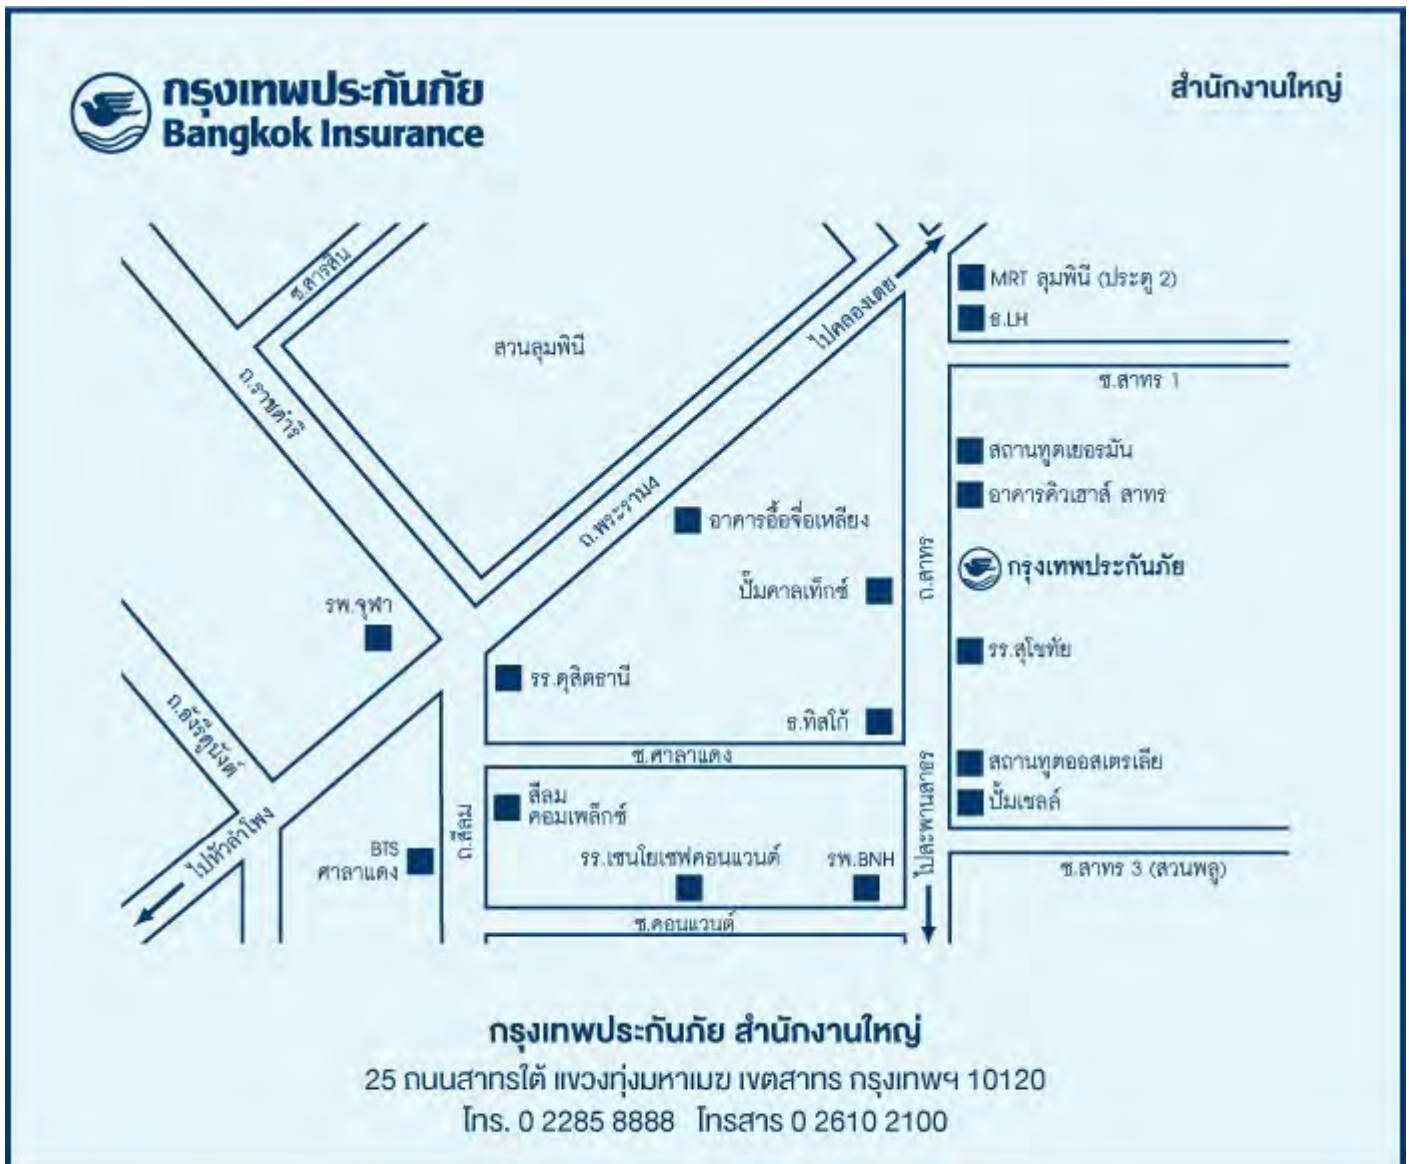 กรุงเทพประกันภัย
Bangkok Insurance
สำนักงานใหญ่
ซ.สารสิน
สวนลุมพินี
ไปคลองเตย
MRT ลุมพินี (ประตู 2)
ธ.LH
ซ.สาทร 1
ถ.ราชดำริ
ถ.พระราม4
สถานทูตเยอรมัน
อาคารคิวเฮาส์ สาทร
อาคารอื้อจื่อเหลียง
ถ.สาทร
กรุงเทพประกันภัย
ปั๊มคาลเท็กซ์
รพ.จุฬา
รร.สุโขทัย
รร.ดุสิตธานี
ถ.อังรีดูนังต์
ธ.ทิสโก้
ซ.ศาลาแดง
สถานทูตออสเตรเลีย
ปั๊มเชลล์
สีลม
คอมเพล็กซ์
ถ.สีลม
ไปหัวลำโพง
BTS
ศาลาแดง
รร.เซนโยเซฟคอนแวนต์
รพ.BNH
ไปสะพานสาธร
ซ.สาทร 3 (สวนพลู)
ซ.คอนแวนต์
กรุงเทพประกันภัย สำนักงานใหญ่
25 ถนนสาทรใต้ แขวงทุ่งมหาเมฆ เขตสาทร กรุงเทพฯ 10120
โทร. 0 2285 8888 โทรสาร 0 2610 2100